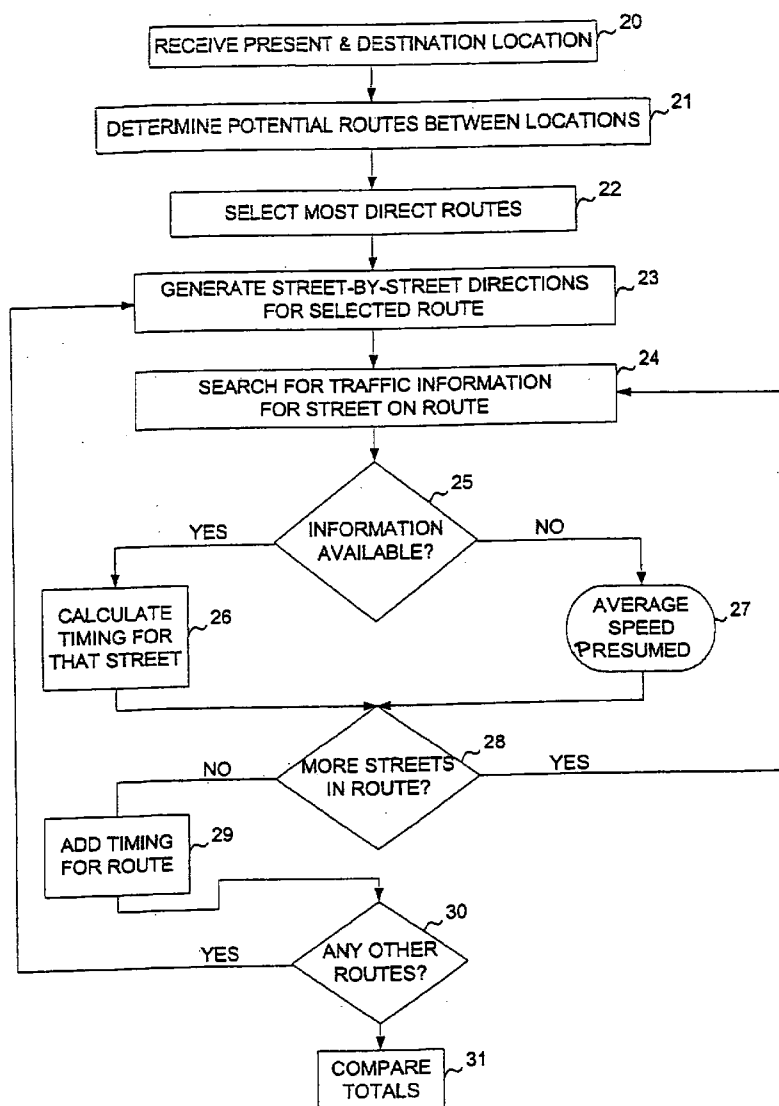 RECEIVE PRESENT & DESTINATION LOCATION
20
DETERMINE POTENTIAL ROUTES BETWEEN LOCATIONS
21
SELECT MOST DIRECT ROUTES
22
GENERATE STREET-BY-STREET DIRECTIONS
FOR SELECTED ROUTE
23
SEARCH FOR TRAFFIC INFORMATION
FOR STREET ON ROUTE
24
INFORMATION
AVAILABLE?
25
YES
NO
CALCULATE
TIMING FOR
THAT STREET
26
AVERAGE
SPEED
PRESUMED
27
MORE STREETS
IN ROUTE?
28
NO
YES
ADD TIMING
FOR ROUTE
29
ANY OTHER
ROUTES?
30
YES
COMPARE
TOTALS
31